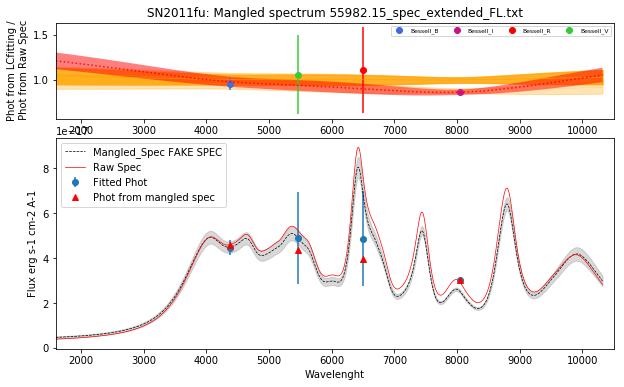 SN2011fu: Mangled spectrum 55982.15_spec_extended_FL.txt
Phot from LCfitting /
Phot from Raw Spec
1.5
1.0
Bessell_B
Bessell_I
Bessell_R
Bessell_V
2000 3000 4000 5000 6000 7000 8000 9000 10000
1e−17
Flux erg s-1 cm-2 A-1
8
6
4
2
0
Mangled_Spec FAKE SPEC
Raw Spec
Fitted Phot
Phot from mangled spec
2000 3000 4000 5000 6000 7000 8000 9000 10000
Wavelenght